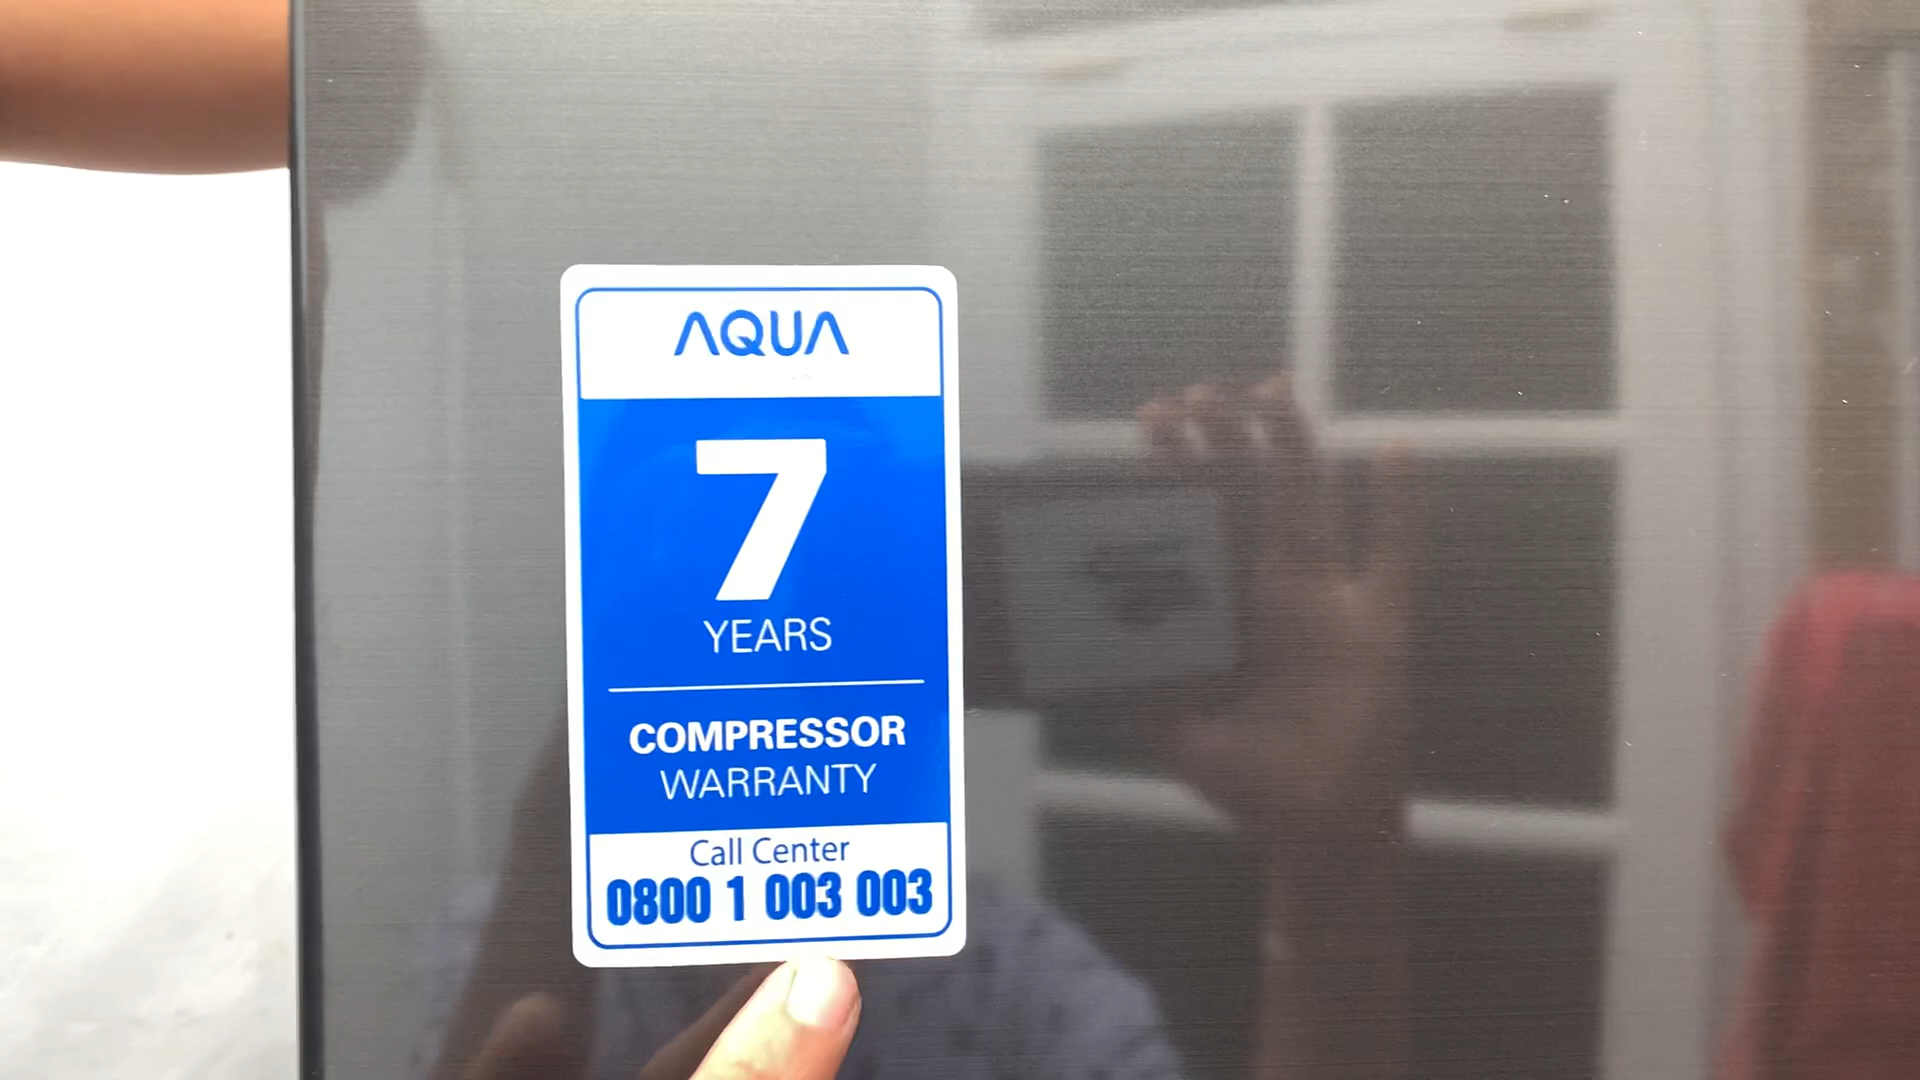 AQUA
7
YEARS
COMPRESSOR
WARRANTY
Call Center
0800 1 003 003